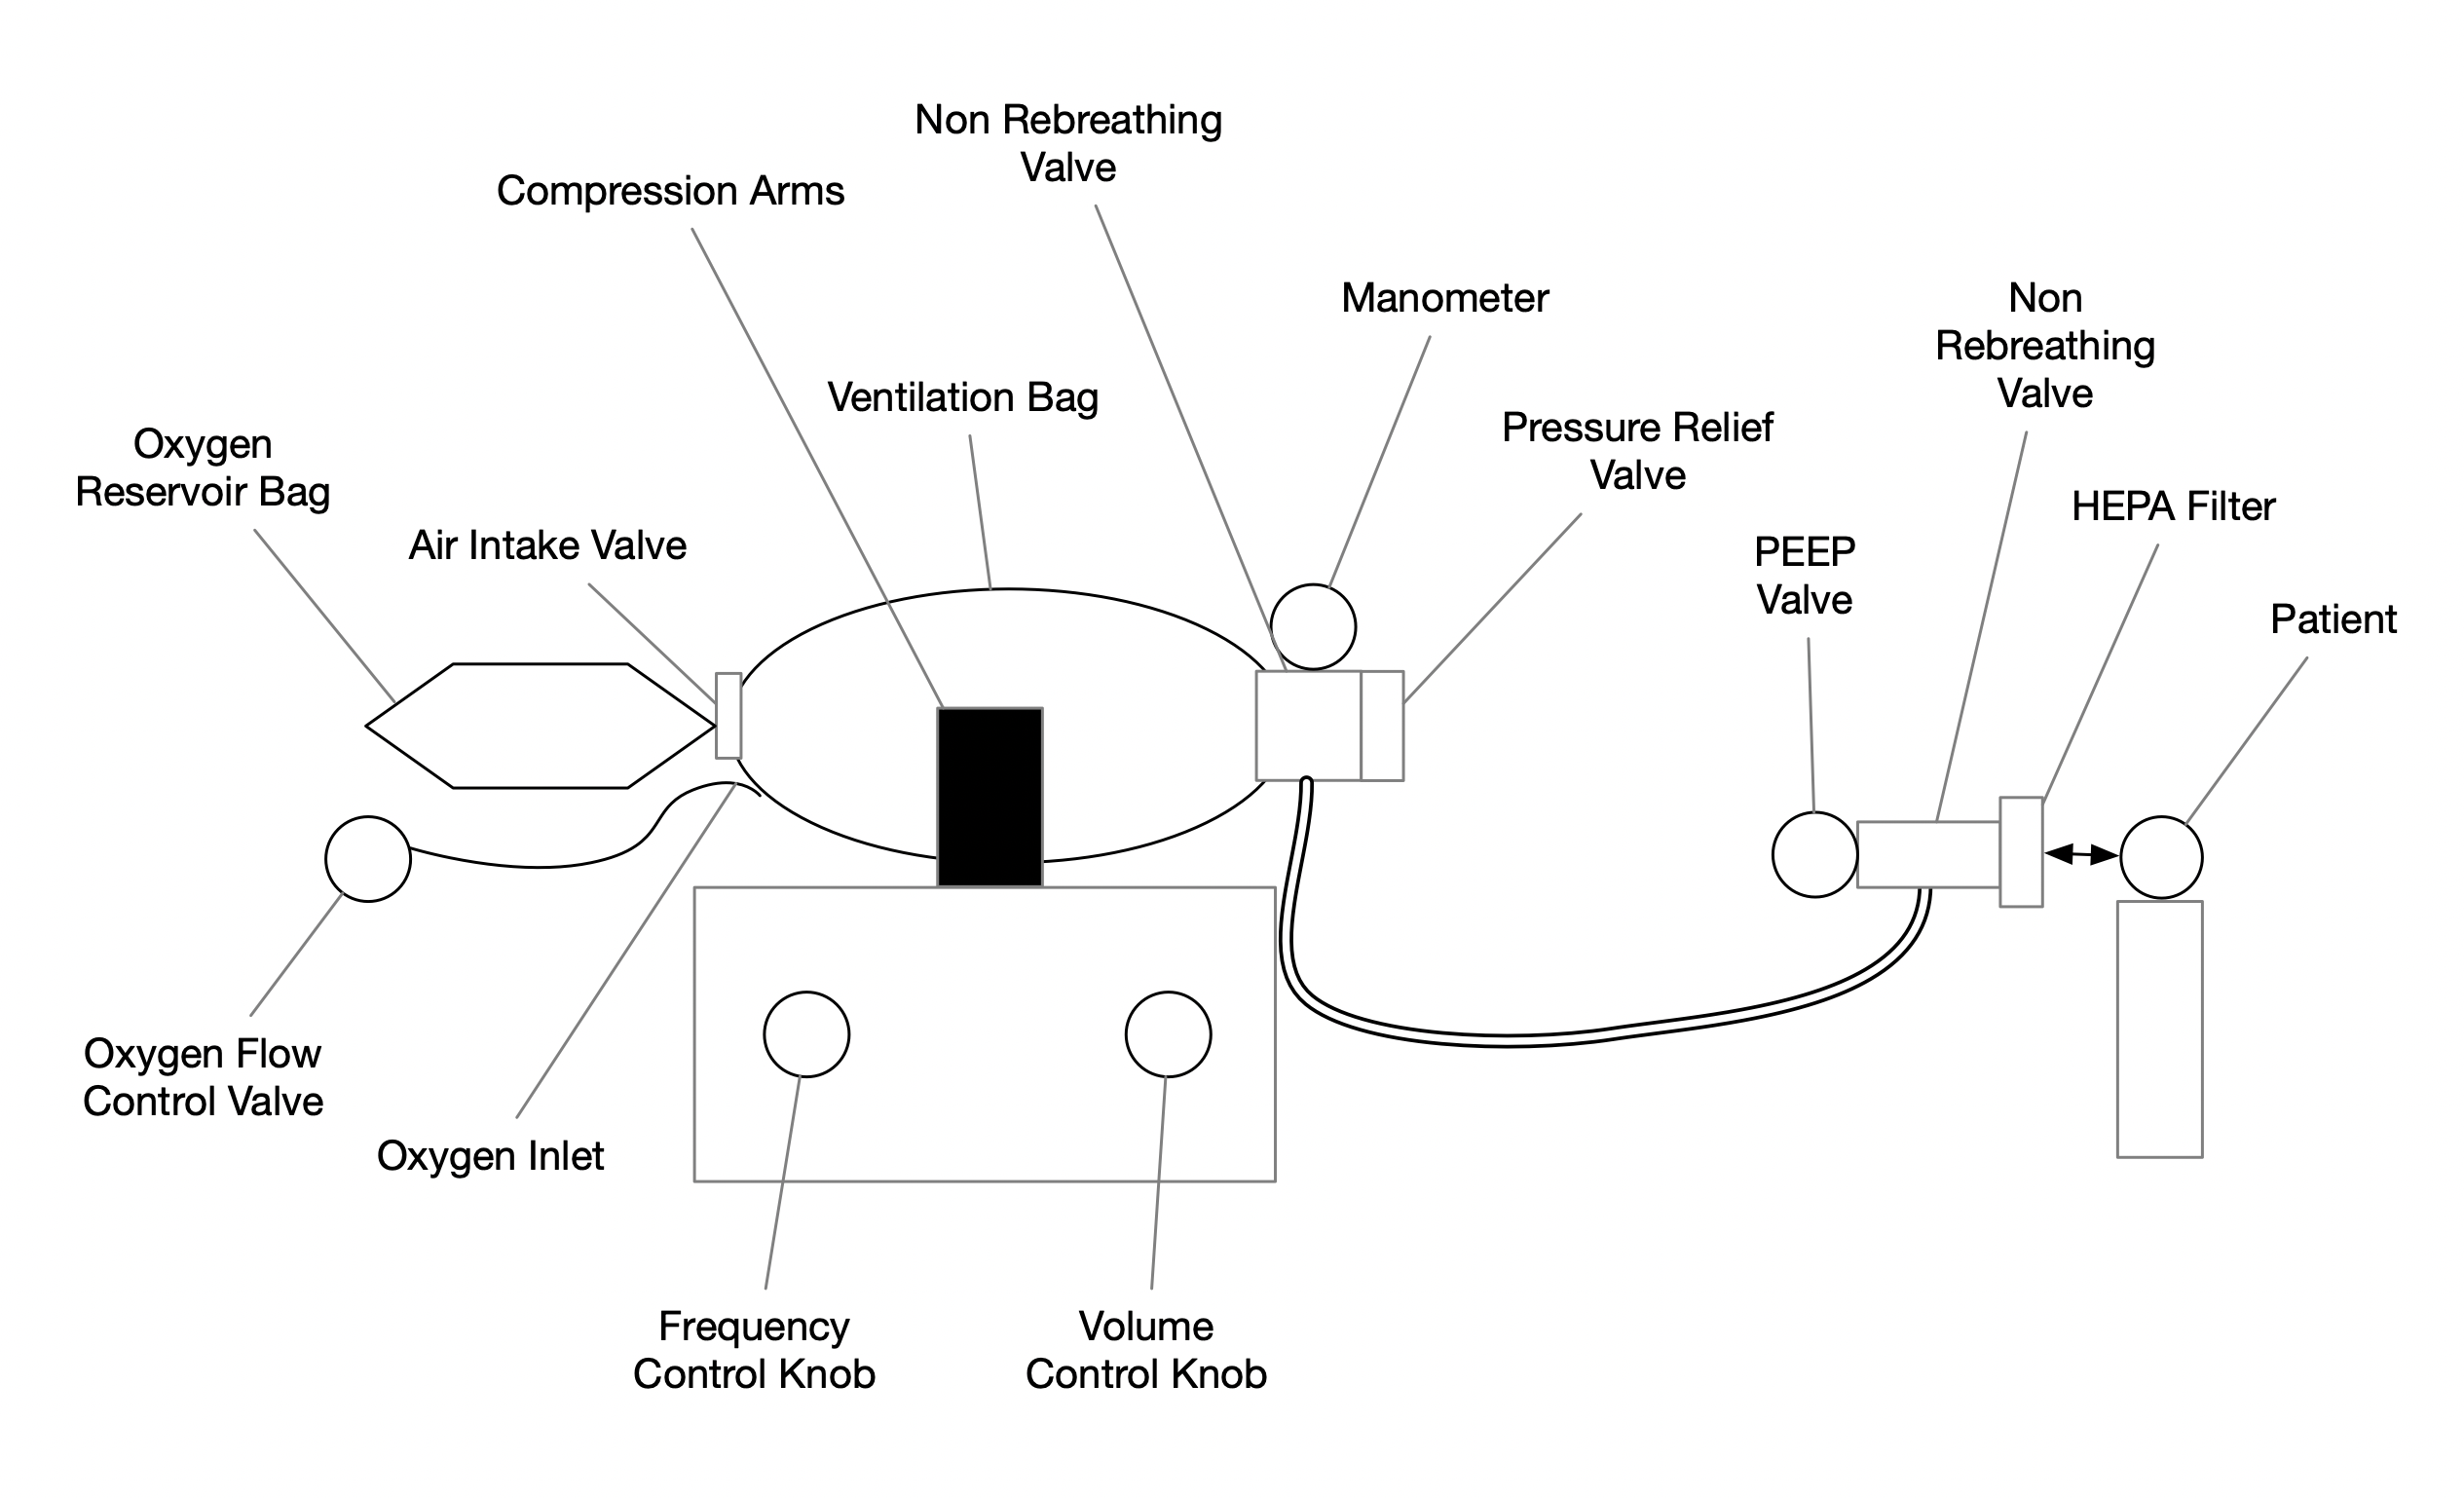 Non Rebreathing
Valve
Compression Arms
Manometer
Non
Rebreathing
Valve
Ventilation Bag
Pressure Relief
Valve
Oxygen
Reservoir Bag
HEPA Filter
Air Intake Valve
PEEP
Valve
Patient
Oxygen Flow
Control Valve
Oxygen Inlet
Frequency
Control Knob
Volume
Control Knob